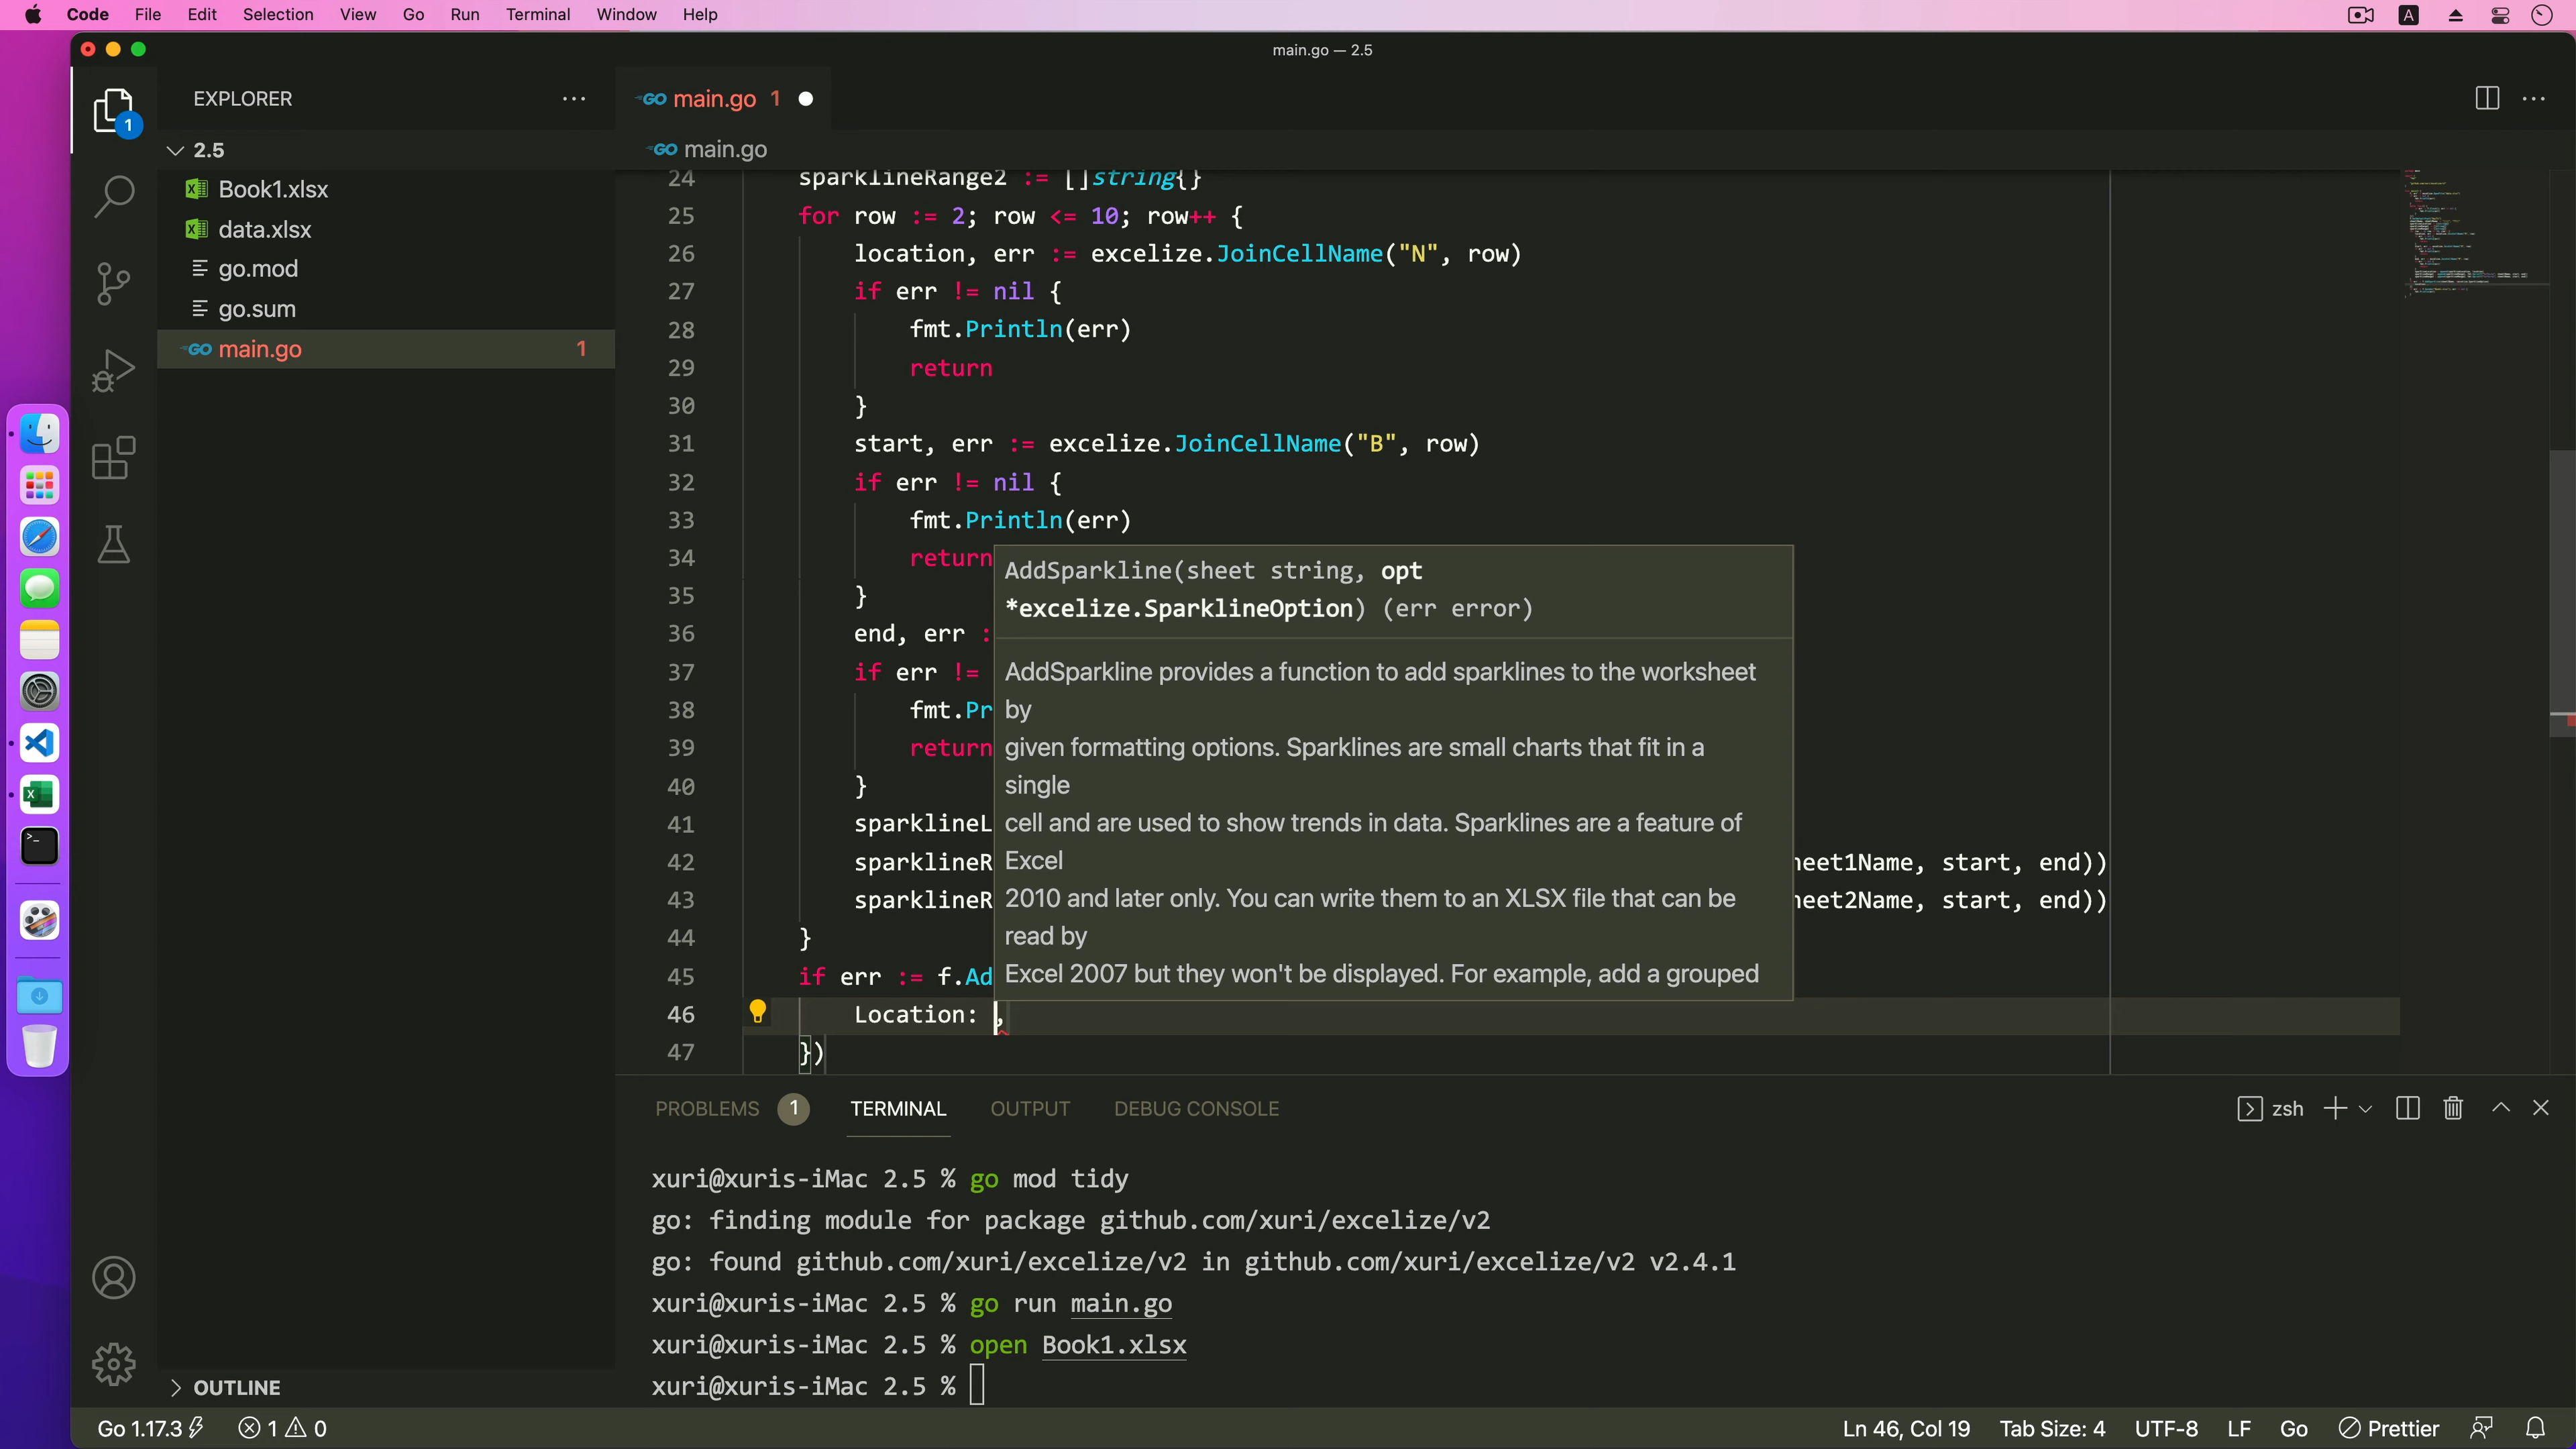 Code File Edit Selection View Go Run Terminal Window Help
A
main.go — 2.5
EXPLORER
GO main.go 1
1
2.5
GO main.go
Book1.xlsx
data.xlsx
go.mod
go.sum
GO main.go 1
24 sparklineRange2 := []string{}
25 for row := 2; row <= 10; row++ {
26 location, err := excelize.JoinCellName("N", row)
27 if err != nil {
28 fmt.Println(err)
29 return
30 }
31 start, err := excelize.JoinCellName("B", row)
32 if err != nil {
33 fmt.Println(err)
34 return
35 }
36 end, err :
37 if err !=
38 fmt.Pr
39 return
40 }
41 sparklineL
42 sparklineR heet1Name, start, end))
43 sparklineR heet2Name, start, end))
44 }
45 if err := f.Ad
46 Location: ,
47 })
AddSparkline(sheet string, opt
*excelize.SparklineOption) (err error)
AddSparkline provides a function to add sparklines to the worksheet
by
given formatting options. Sparklines are small charts that fit in a
single
cell and are used to show trends in data. Sparklines are a feature of
Excel
2010 and later only. You can write them to an XLSX file that can be
read by
Excel 2007 but they won't be displayed. For example, add a grouped
PROBLEMS 1 TERMINAL OUTPUT DEBUG CONSOLE
zsh
xuri@xuris-iMac 2.5 % go mod tidy
go: finding module for package github.com/xuri/excelize/v2
go: found github.com/xuri/excelize/v2 in github.com/xuri/excelize/v2 v2.4.1
xuri@xuris-iMac 2.5 % go run main.go
xuri@xuris-iMac 2.5 % open Book1.xlsx
xuri@xuris-iMac 2.5 %
OUTLINE
Go 1.17.3 1 0
Ln 46, Col 19 Tab Size: 4 UTF-8 LF Go Prettier